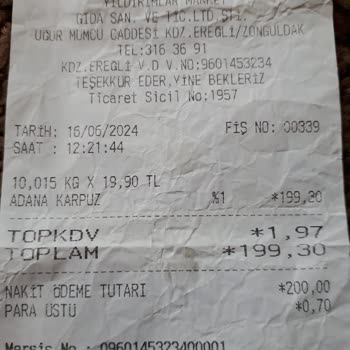 YILDIRIMLAR MARKET
GIDA SAN. VE TİC.LTD.ŞTİ.
UĞUR MUMCU CADDESİ KDZ.EREĞLİ/ZONGULDAK
TEL:316 36 91
KDZ.EREĞLİ V.D V.NO:9601453234
TEŞEKKÜR EDER,YİNE BEKLERİZ
Ticaret Sicil No:1957
TARİH: 16/06/2024 FİŞ NO: 00339
SAAT : 12:21:44
10,015 KG X 19,90 TL
ADANA KARPUZ %1 *199,30
TOPKDV *1,97
TOPLAM *199,30
NAKİT ÖDEME TUTARI *200,00
PARA ÜSTÜ *0,70
Mersis No : 0960145323400001